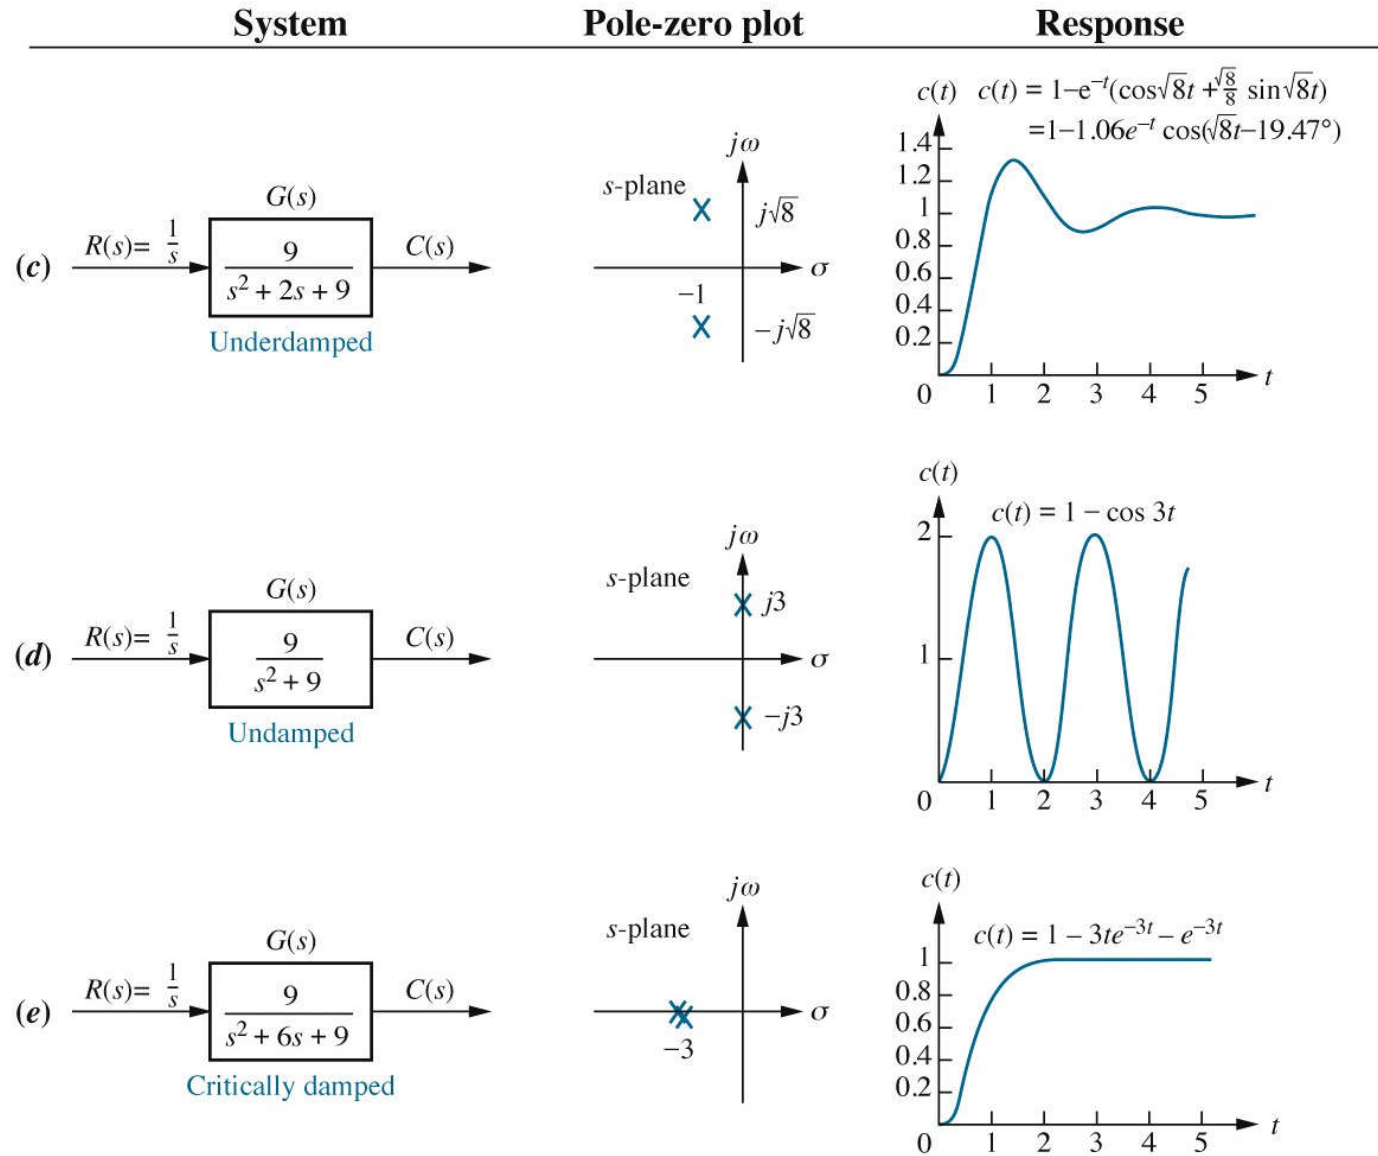 System Pole-zero plot Response
(c)
R(s)= 1/s
G(s)
9
s² + 2s + 9
C(s)
Underdamped
jω
s-plane
j√8
σ
−1
−j√8
c(t) c(t) = 1−e⁻ᵗ(cos√8t +√8/8 sin√8t)
=1−1.06e⁻ᵗ cos(√8t−19.47°)
1.4
1.2
1
0.8
0.6
0.4
0.2
0 1 2 3 4 5 t
(d)
R(s)= 1/s
G(s)
9
s² + 9
C(s)
Undamped
jω
s-plane
j3
σ
−j3
c(t)
c(t) = 1 − cos 3t
2
1
0 1 2 3 4 5 t
(e)
R(s)= 1/s
G(s)
9
s² + 6s + 9
C(s)
Critically damped
jω
s-plane
σ
−3
c(t)
c(t) = 1 − 3te⁻³ᵗ − e⁻³ᵗ
1
0.8
0.6
0.4
0.2
0 1 2 3 4 5 t